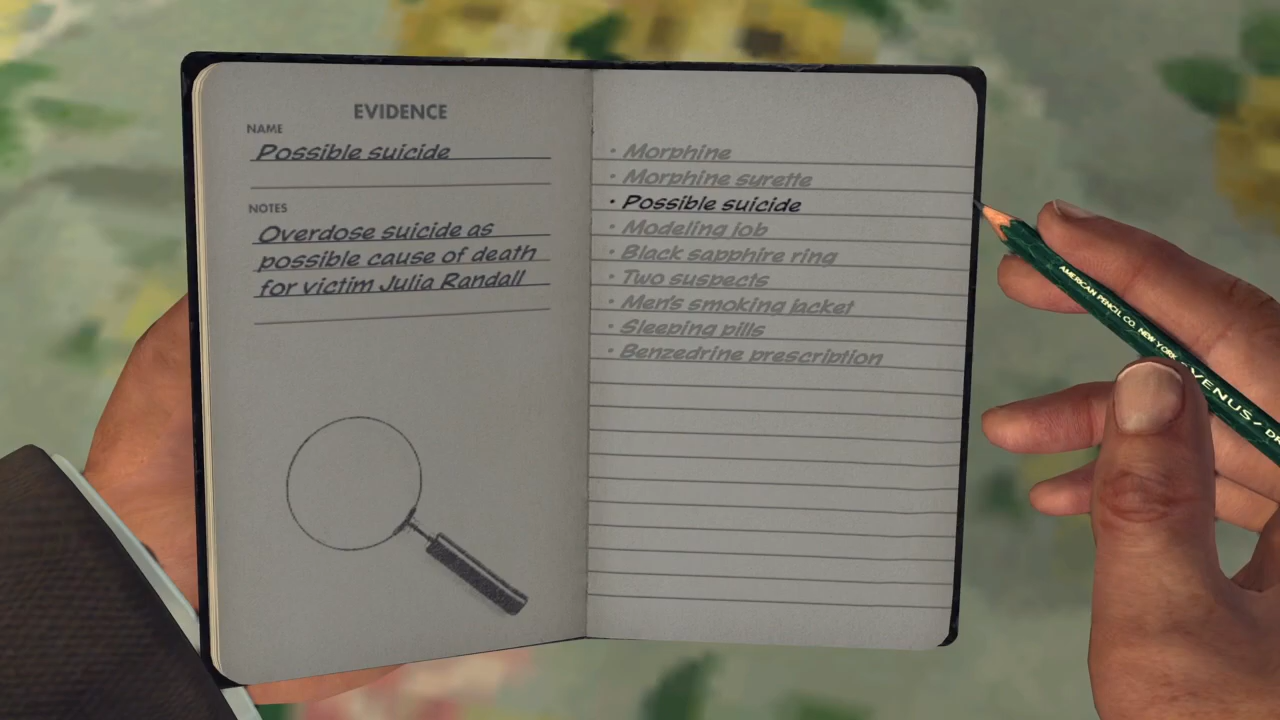 EVIDENCE
NAME
Possible suicide
NOTES
Overdose suicide as
possible cause of death
for victim Julia Randall
• Morphine
• Morphine syrette
• Possible suicide
• Modeling job
• Black sapphire ring
• Two suspects
• Men's smoking jacket
• Sleeping pills
• Benzedrine prescription
AMERICAN PENCIL CO. NEW YORK VENUS / DR